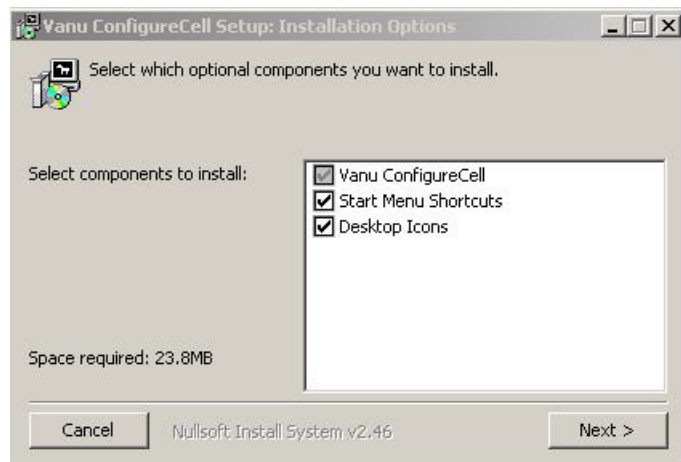 Vanu ConfigureCell Setup: Installation Options
Select which optional components you want to install.
Select components to install:
Vanu ConfigureCell
Start Menu Shortcuts
Desktop Icons
Space required: 23.8MB
Cancel
Nullsoft Install System v2.46
Next >